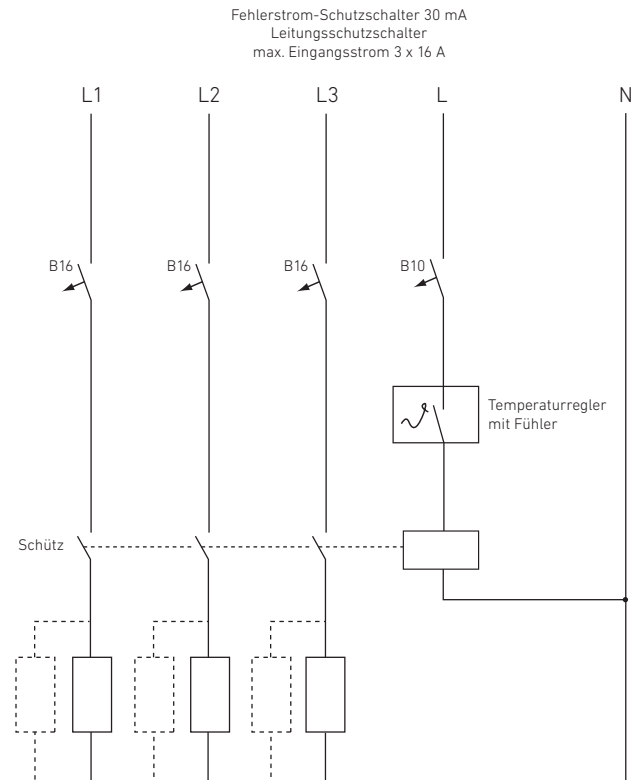 Fehlerstrom-Schutzschalter 30 mA
Leitungsschutzschalter
max. Eingangsstrom 3 x 16 A
L1 L2 L3 L N
B16 B16 B16 B10
Temperaturregler
mit Fühler
Schütz